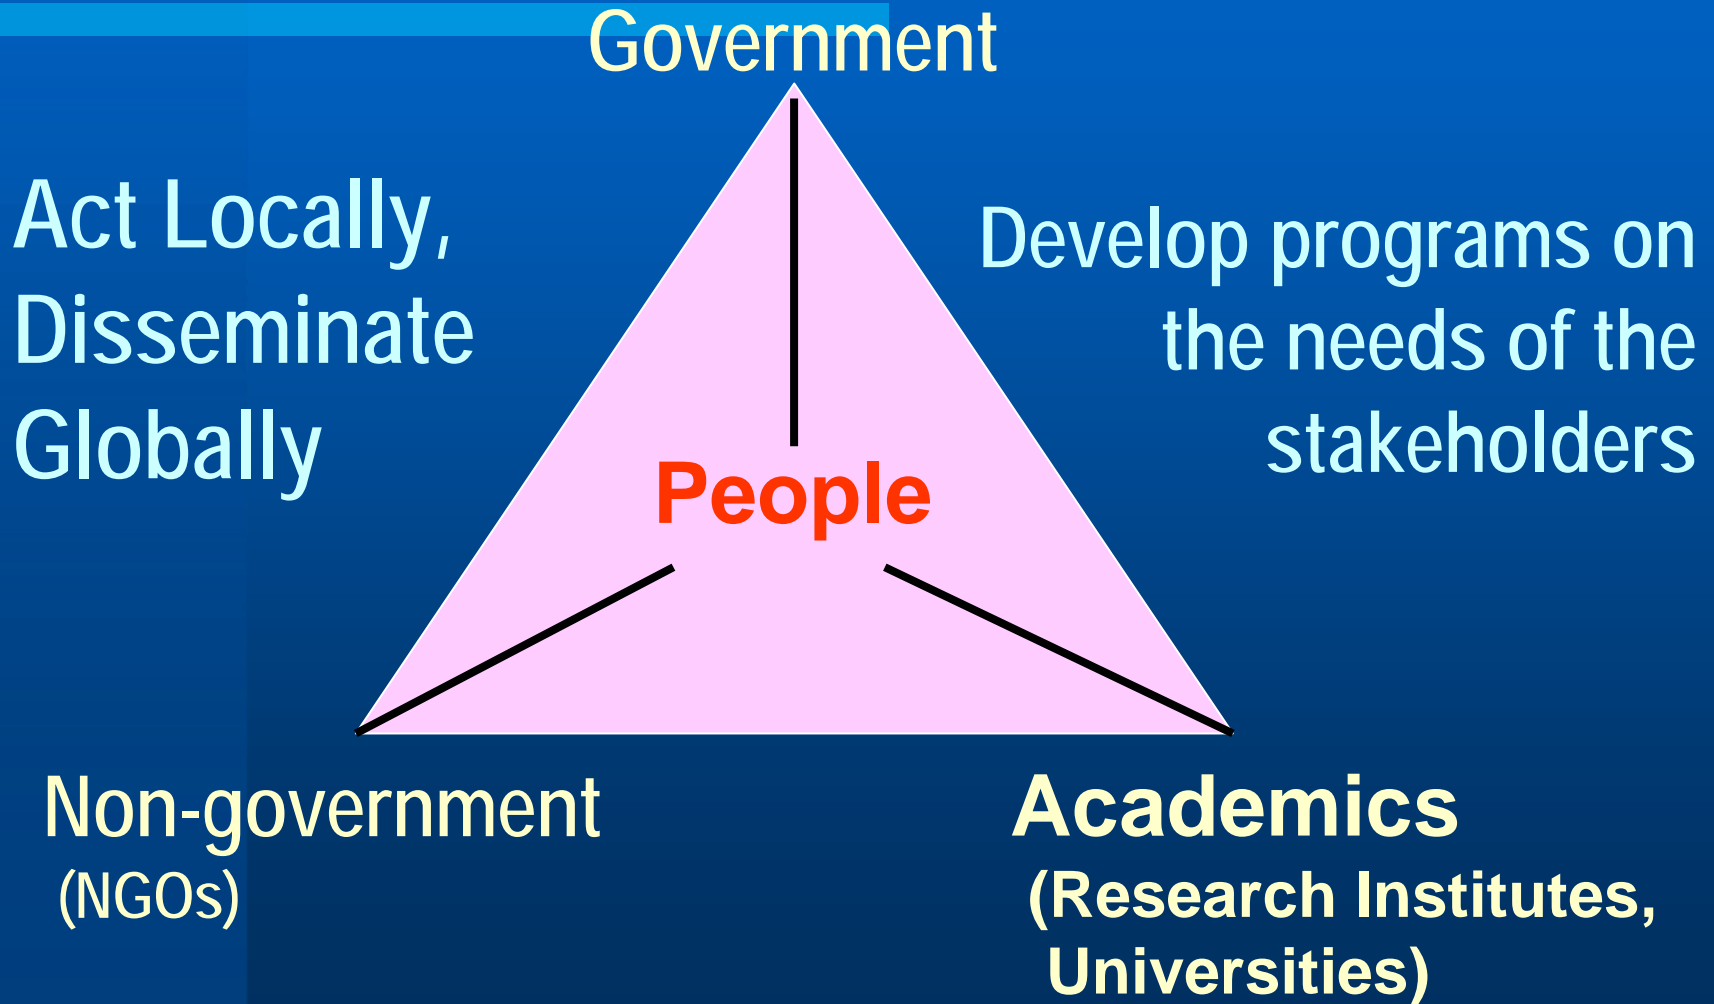 Government
Act Locally,
Disseminate
Globally
Develop programs on
the needs of the
stakeholders
People
Non-government
(NGOs)
Academics
(Research Institutes,
Universities)